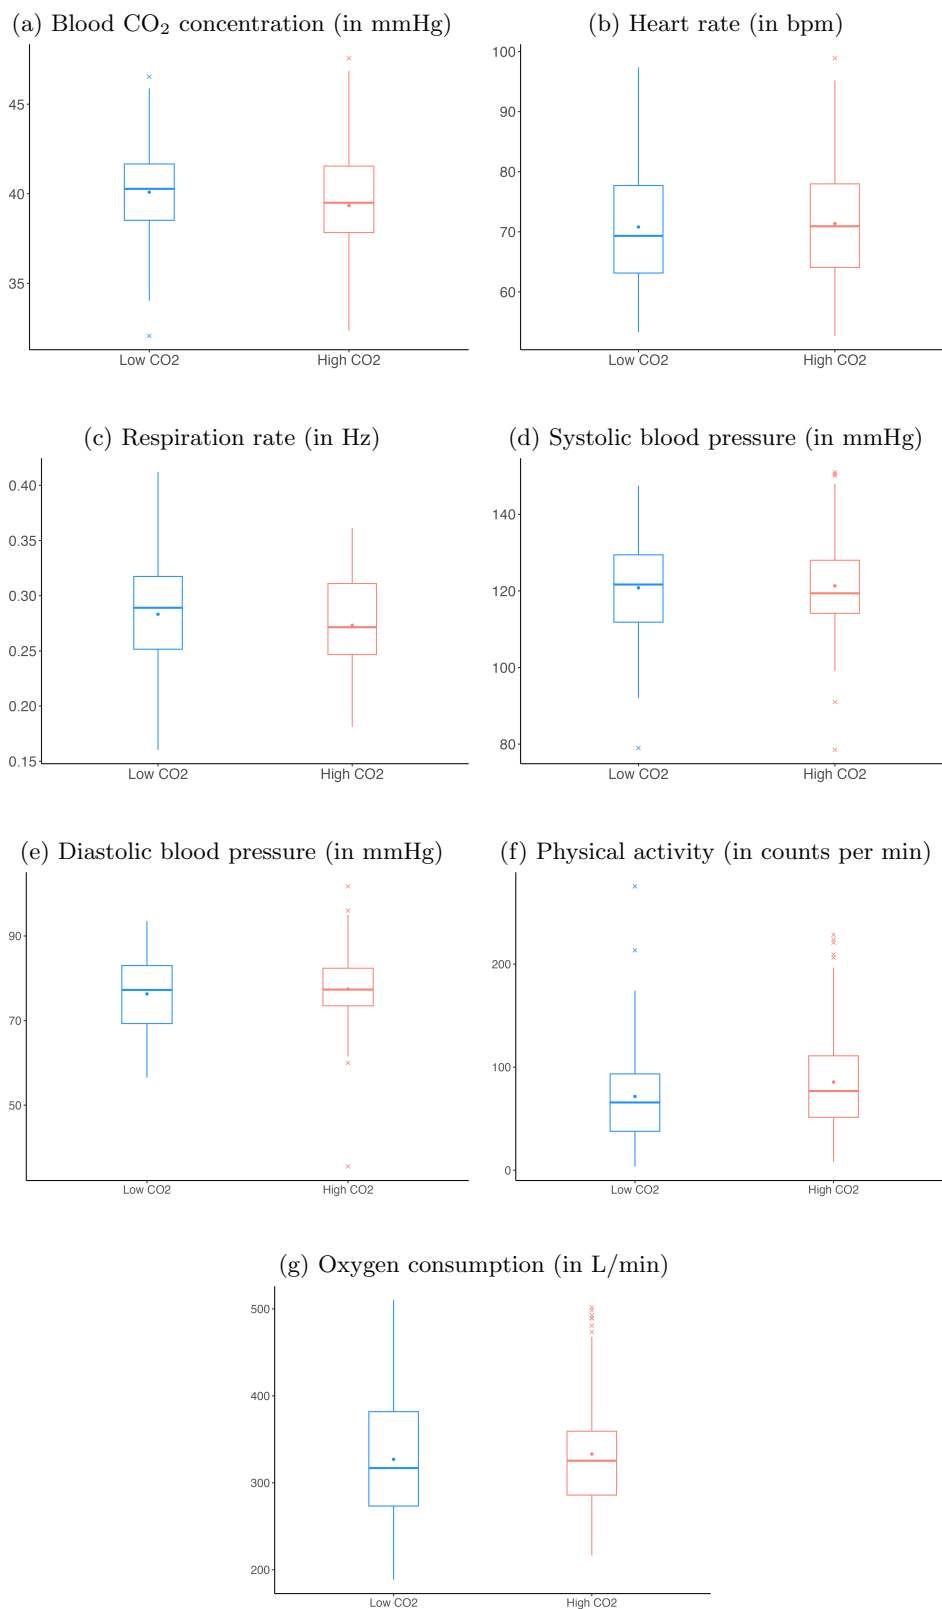 (a) Blood CO₂ concentration (in mmHg)
45
40
35
Low CO2
High CO2
(b) Heart rate (in bpm)
100
90
80
70
60
Low CO2
High CO2
(c) Respiration rate (in Hz)
0.40
0.35
0.30
0.25
0.20
0.15
Low CO2
High CO2
(d) Systolic blood pressure (in mmHg)
140
120
100
80
Low CO2
High CO2
(e) Diastolic blood pressure (in mmHg)
90
70
50
Low CO2
High CO2
(f) Physical activity (in counts per min)
200
100
0
Low CO2
High CO2
(g) Oxygen consumption (in L/min)
500
400
300
200
Low CO2
High CO2